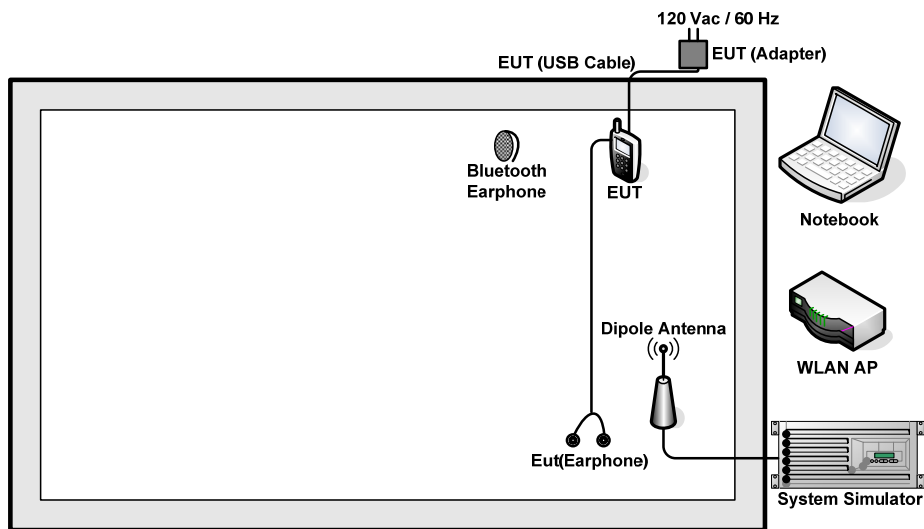 120 Vac / 60 Hz
EUT (Adapter)
EUT (USB Cable)
Bluetooth
Earphone
EUT
Notebook
Dipole Antenna
WLAN AP
Eut(Earphone)
System Simulator